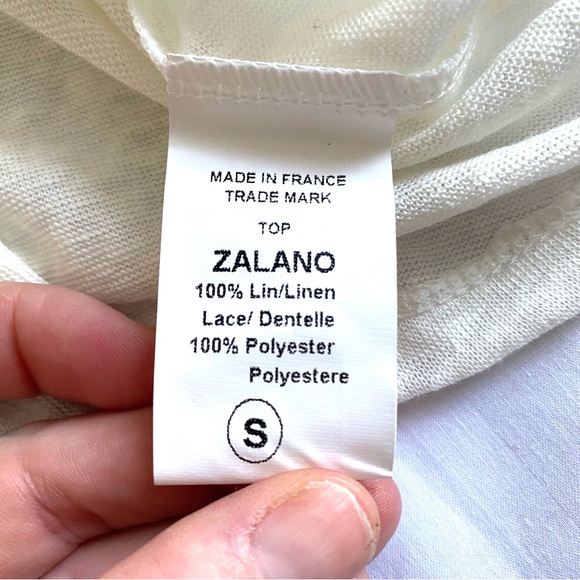 MADE IN FRANCE
TRADE MARK
TOP
ZALANO
100% Lin/Linen
Lace/ Dentelle
100% Polyester
Polyestere
S